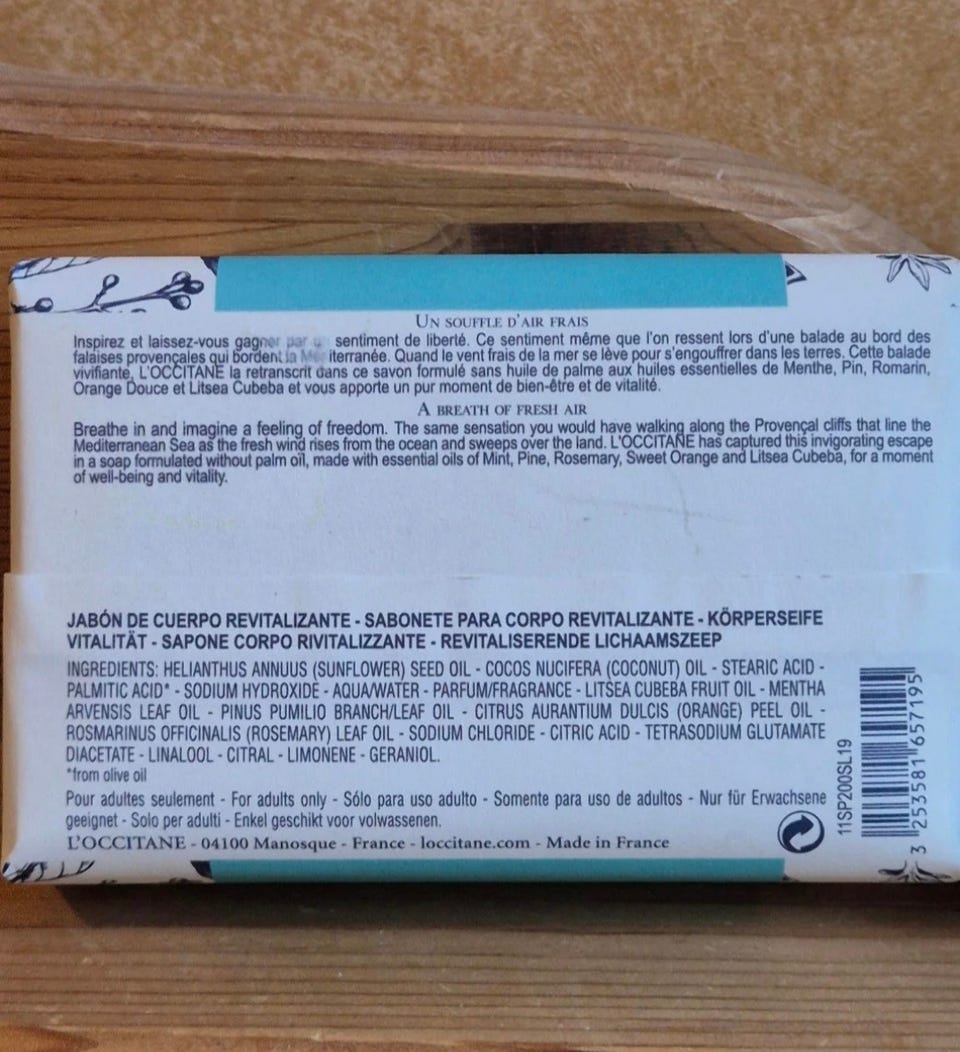 UN SOUFFLE D'AIR FRAIS
Inspirez et laissez-vous gagner par sentiment de liberté. Ce sentiment même que l'on ressent lors d'une balade au bord des
falaises provençales qui bordent la iterranée. Quand le vent frais de la mer se lève pour s'engouffrer dans les terres. Cette balade
vivifiante, L'OCCITANE la retranscrit dans ce savon formulé sans huile de palme aux huiles essentielles de Menthe, Pin, Romarin,
Orange Douce et Litsea Cubeba et vous apporte un pur moment de bien-être et de vitalité.
A BREATH OF FRESH AIR
Breathe in and imagine a feeling of freedom. The same sensation you would have walking along the Provençal cliffs that line the
Mediterranean Sea as the fresh wind rises from the ocean and sweeps over the land. L'OCCITANE has captured this invigorating escape
in a soap formulated without palm oil, made with essential oils of Mint, Pine, Rosemary, Sweet Orange and Litsea Cubeba, for a moment
of well-being and vitality.
JABÓN DE CUERPO REVITALIZANTE - SABONETE PARA CORPO REVITALIZANTE - KÖRPERSEIFE
VITALITÄT - SAPONE CORPO RIVITALIZZANTE - REVITALISERENDE LICHAAMSZEEP
INGREDIENTS: HELIANTHUS ANNUUS (SUNFLOWER) SEED OIL - COCOS NUCIFERA (COCONUT) OIL - STEARIC ACID -
PALMITIC ACID* - SODIUM HYDROXIDE - AQUA/WATER - PARFUM/FRAGRANCE - LITSEA CUBEBA FRUIT OIL - MENTHA
ARVENSIS LEAF OIL - PINUS PUMILIO BRANCH/LEAF OIL - CITRUS AURANTIUM DULCIS (ORANGE) PEEL OIL -
ROSMARINUS OFFICINALIS (ROSEMARY) LEAF OIL - SODIUM CHLORIDE - CITRIC ACID - TETRASODIUM GLUTAMATE
DIACETATE - LINALOOL - CITRAL - LIMONENE - GERANIOL.
*from olive oil
Pour adultes seulement - For adults only - Sólo para uso adulto - Somente para uso de adultos - Nur für Erwachsene
geeignet - Solo per adulti - Enkel geschikt voor volwassenen.
L'OCCITANE - 04100 Manosque - France - loccitane.com - Made in France
11SP200SL19
3 253581 657195